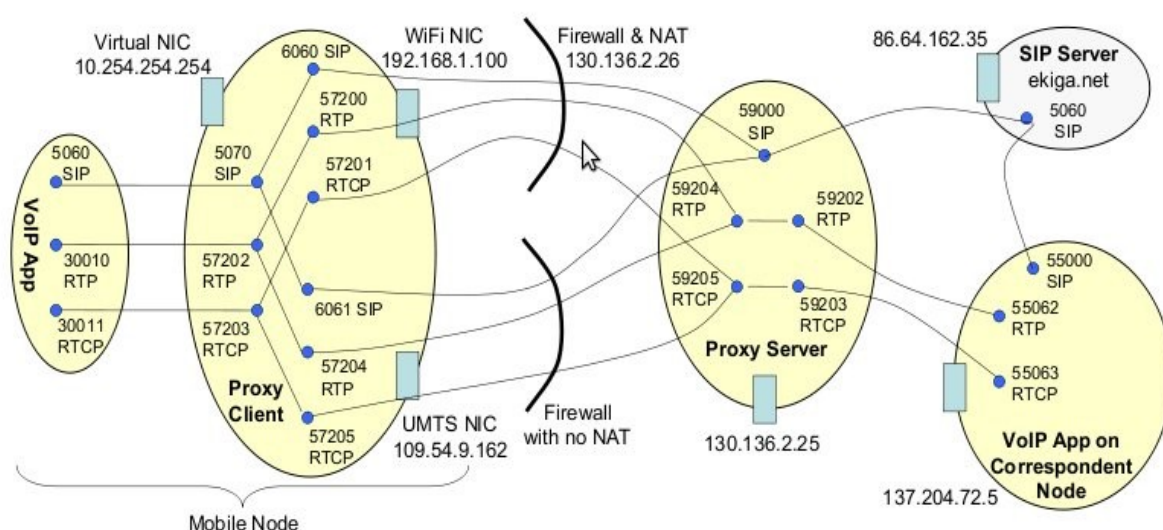 Virtual NIC
10.254.254.254
6060 SIP
WiFi NIC
192.168.1.100
Firewall & NAT
130.136.2.26
86.64.162.35
SIP Server
ekiga.net
5060
SIP
57200
RTP
59000
SIP
5060
SIP
5070
SIP
57201
RTCP
59204
RTP
59202
RTP
VoIP App
30010
RTP
57202
RTP
55000
SIP
59205
RTCP
59203
RTCP
6061 SIP
55062
RTP
30011
RTCP
57203
RTCP
57204
RTP
Proxy Server
55063
RTCP
Proxy
Client
57205
RTCP
UMTS NIC
109.54.9.162
Firewall
with no NAT
130.136.2.25
VoIP App on
Correspondent
Node
137.204.72.5
Mobile Node